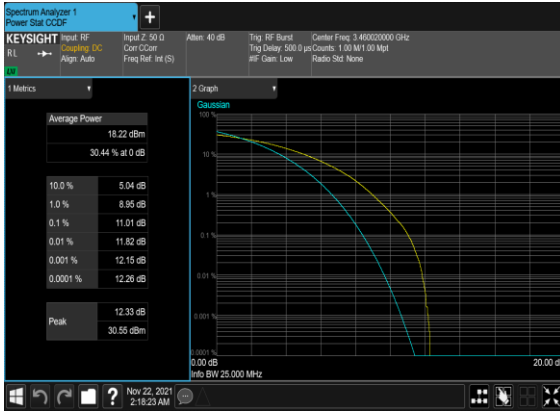 Spectrum Analyzer 1
Power Stat CCDF
+
KEYSIGHT
RL
Input: RF
Coupling: DC
Align: Auto
Input Z: 50 Ω
Corr CCorr
Freq Ref: Int (S)
Atten: 40 dB
Trig: RF Burst
Trig Delay: 500.0 µs
#IF Gain: Low
Center Freq: 3.460020000 GHz
Counts: 1.00 M/1.00 Mpt
Radio Std: None
1 Metrics
Average Power
18.22 dBm
30.44 % at 0 dB
10.0 % 5.04 dB
1.0 % 8.95 dB
0.1 % 11.01 dB
0.01 % 11.82 dB
0.001 % 12.15 dB
0.0001 % 12.26 dB
Peak
12.33 dB
30.55 dBm
2 Graph
Gaussian
100 %
10 %
1 %
0.1 %
0.01 %
0.001 %
0.0001 %
0.00 dB
20.00 d
Info BW 25.000 MHz
?
Nov 22, 2021
2:18:23 AM